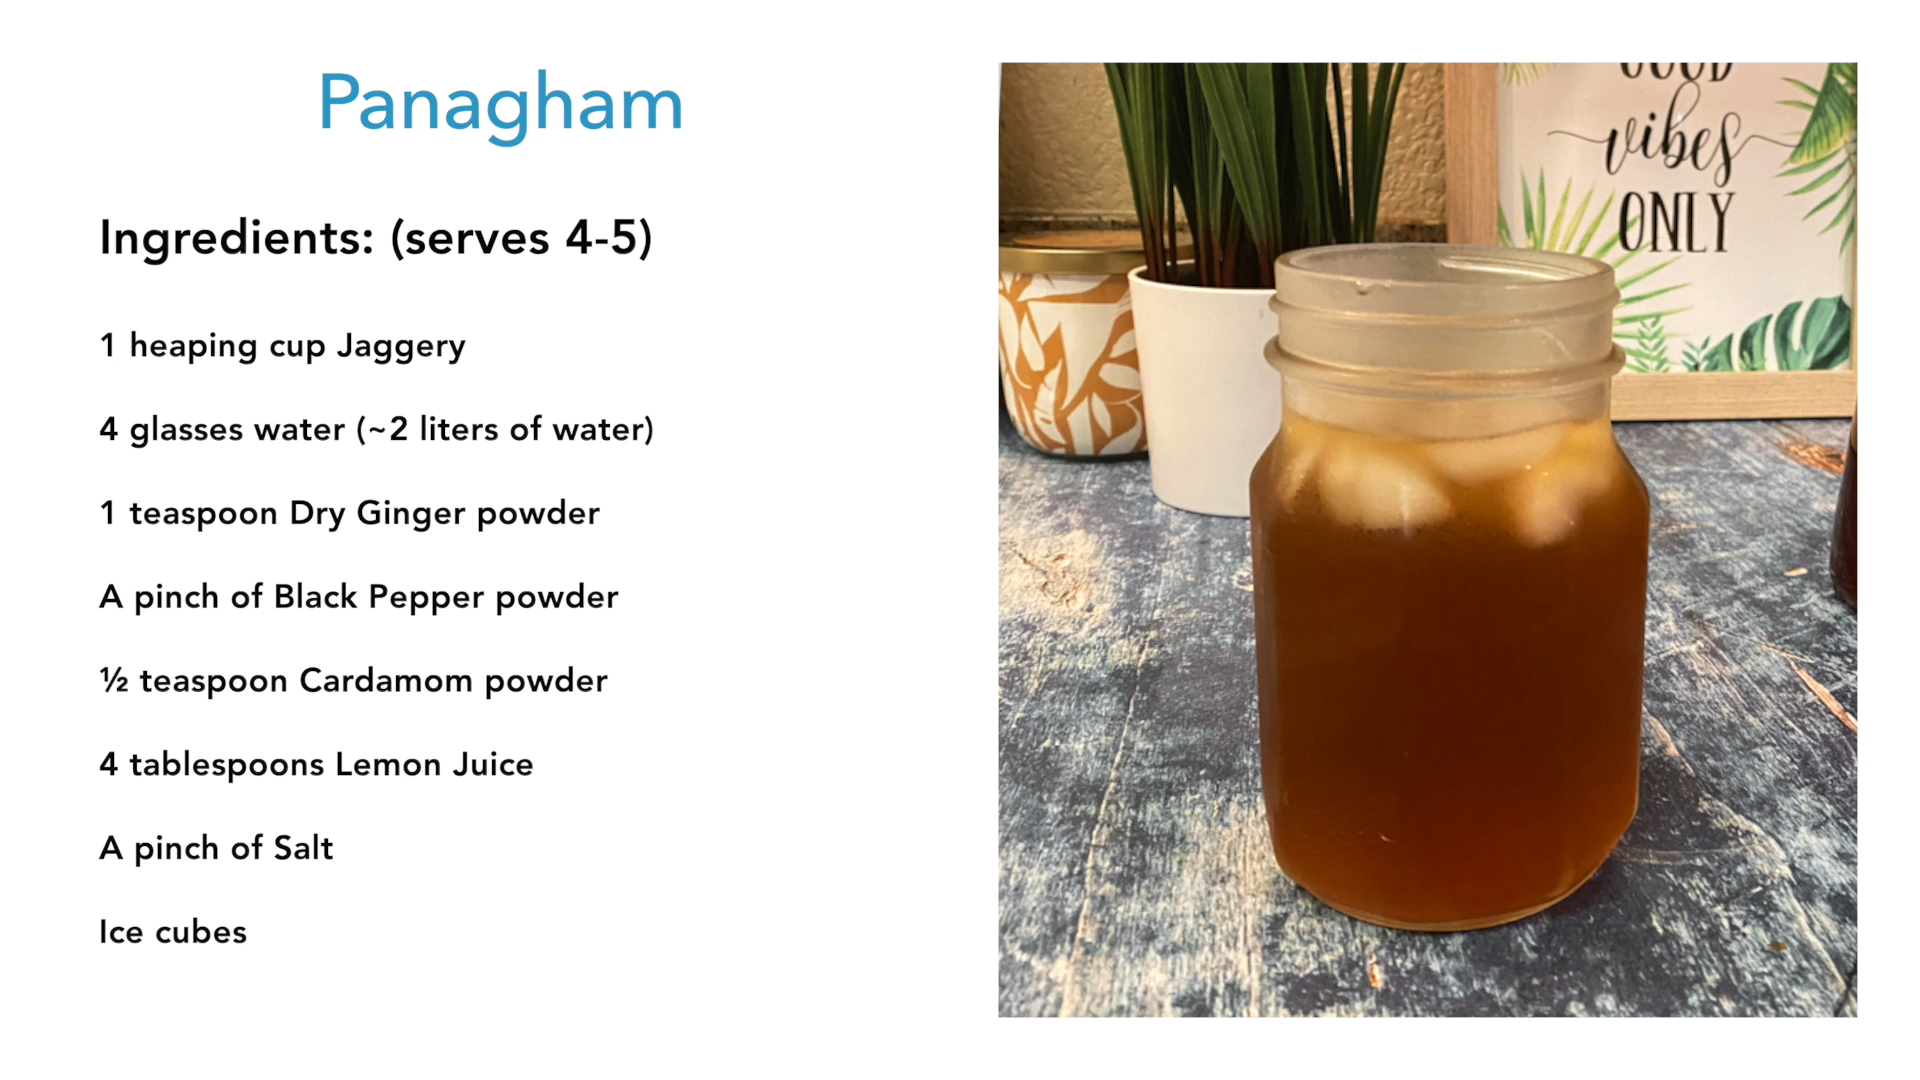 Panagham
Ingredients: (serves 4-5)
1 heaping cup Jaggery
4 glasses water (~2 liters of water)
1 teaspoon Dry Ginger powder
A pinch of Black Pepper powder
½ teaspoon Cardamom powder
4 tablespoons Lemon Juice
A pinch of Salt
Ice cubes
GOOD
vibes
ONLY